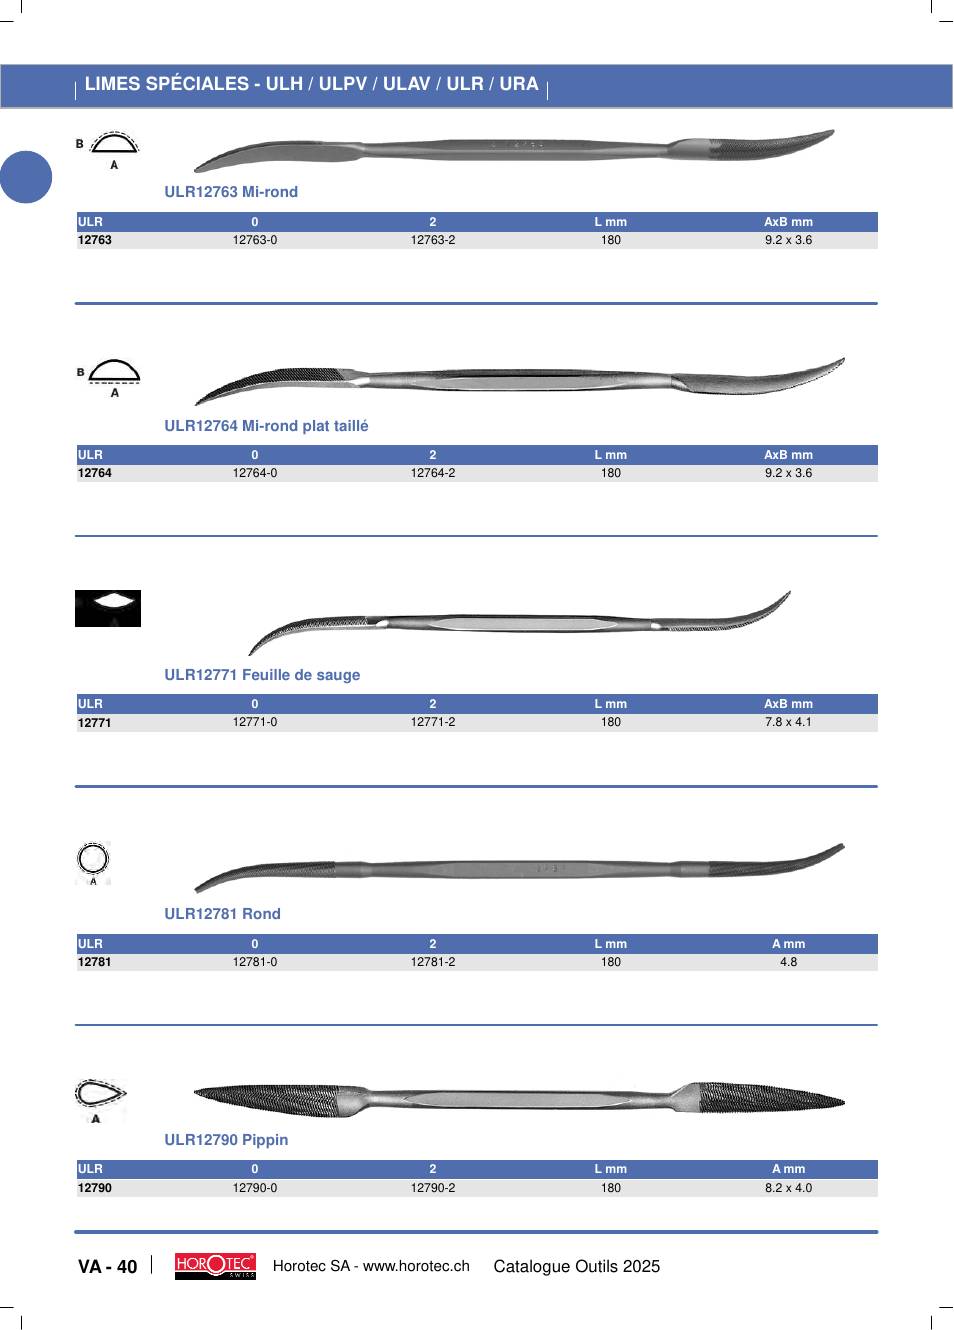 LIMES SPÉCIALES - ULH / ULPV / ULAV / ULR / URA
B
A
ULR12763 Mi-rond
ULR 0 2 L mm AxB mm
12763 12763-0 12763-2 180 9.2 x 3.6
B
A
ULR12764 Mi-rond plat taillé
ULR 0 2 L mm AxB mm
12764 12764-0 12764-2 180 9.2 x 3.6
ULR12771 Feuille de sauge
ULR 0 2 L mm AxB mm
12771 12771-0 12771-2 180 7.8 x 4.1
A
ULR12781 Rond
ULR 0 2 L mm A mm
12781 12781-0 12781-2 180 4.8
A
ULR12790 Pippin
ULR 0 2 L mm A mm
12790 12790-0 12790-2 180 8.2 x 4.0
VA - 40 HOROTEC® SWISS Horotec SA - www.horotec.ch Catalogue Outils 2025